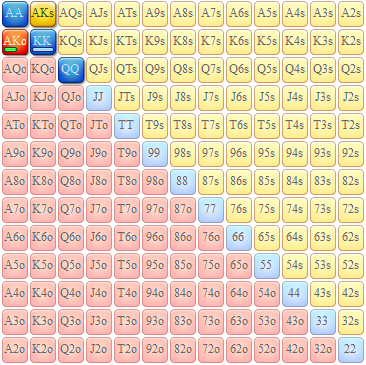 AA AKs AQs AJs ATs A9s A8s A7s A6s A5s A4s A3s A2s
AKo KK KQs KJs KTs K9s K8s K7s K6s K5s K4s K3s K2s
AQo KQo QQ QJs QTs Q9s Q8s Q7s Q6s Q5s Q4s Q3s Q2s
AJo KJo QJo JJ JTs J9s J8s J7s J6s J5s J4s J3s J2s
ATo KTo QTo JTo TT T9s T8s T7s T6s T5s T4s T3s T2s
A9o K9o Q9o J9o T9o 99 98s 97s 96s 95s 94s 93s 92s
A8o K8o Q8o J8o T8o 98o 88 87s 86s 85s 84s 83s 82s
A7o K7o Q7o J7o T7o 97o 87o 77 76s 75s 74s 73s 72s
A6o K6o Q6o J6o T6o 96o 86o 76o 66 65s 64s 63s 62s
A5o K5o Q5o J5o T5o 95o 85o 75o 65o 55 54s 53s 52s
A4o K4o Q4o J4o T4o 94o 84o 74o 64o 54o 44 43s 42s
A3o K3o Q3o J3o T3o 93o 83o 73o 63o 53o 43o 33 32s
A2o K2o Q2o J2o T2o 92o 82o 72o 62o 52o 42o 32o 22